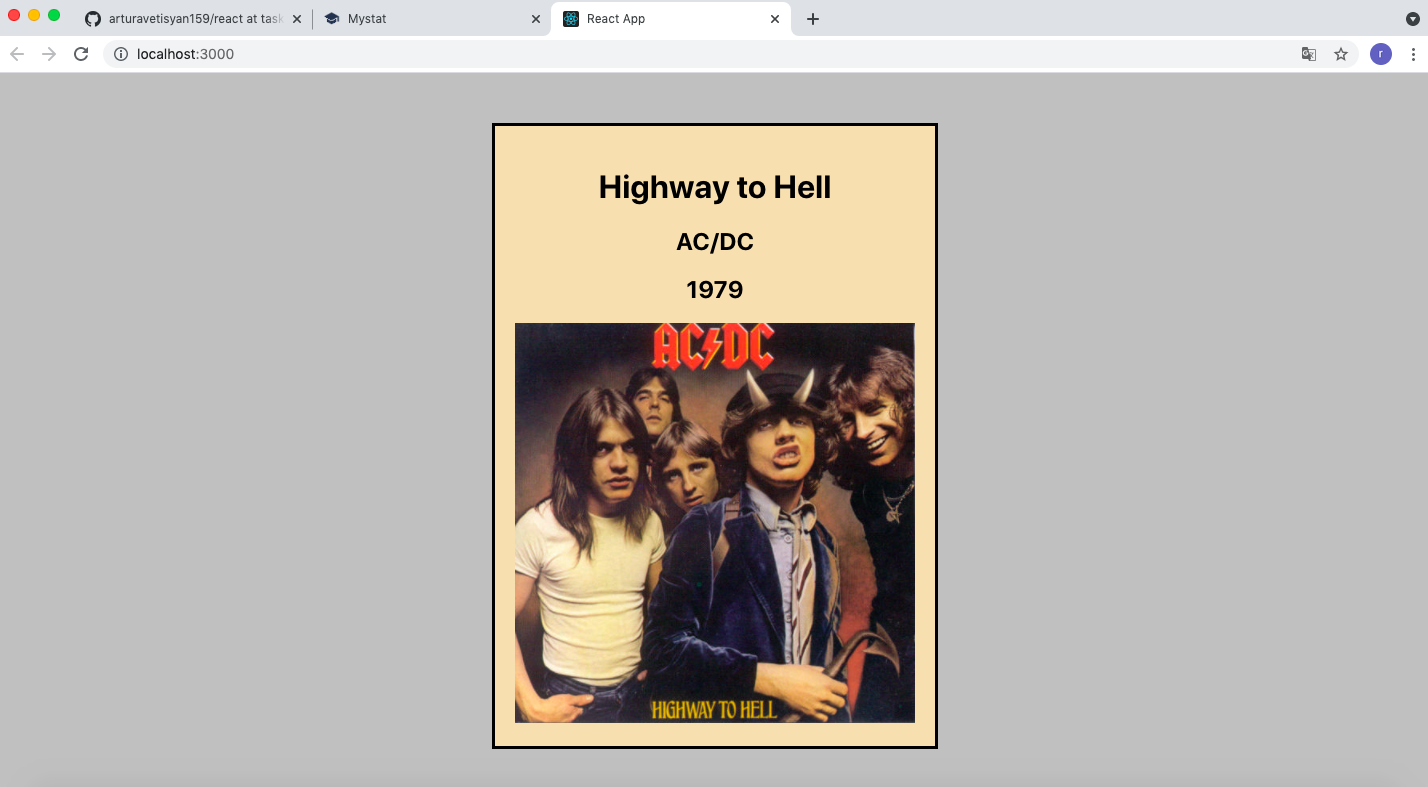 arturavetisyan159/react at task
Mystat
React App
localhost:3000
r
Highway to Hell
AC/DC
1979
AC/DC
HIGHWAY TO HELL